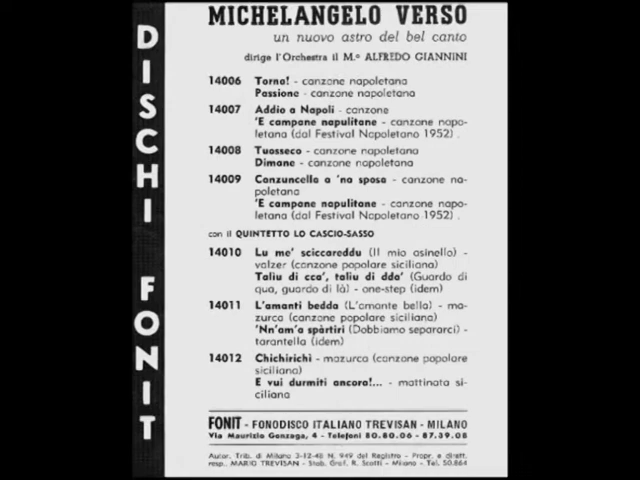 DISCHI FONIT
MICHELANGELO VERSO
un nuovo astro del bel canto
dirige l'Orchestra il M.o ALFREDO GIANNINI
14006 Torna! - canzone napoletana
Passione - canzone napoletana
14007 Addio a Napoli - canzone
'E campane napulitane - canzone napo-
letana (dal Festival Napoletano 1952) .
14008 Tuosseco - canzone napoletana
Dimane - canzone napoletana
14009 Canzuncella a 'na sposa - canzone na-
poletana
'E campane napulitane - canzone napo-
letana (dal Festival Napoletano 1952) .
con il QUINTETTO LO CASCIO-SASSO
14010 Lu me' sciccareddu (Il mio asinello) -
valzer (canzone popolare siciliana)
Taliu di cca', taliu di dda' (Guardo di
qua, guardo di là) - one-step (idem)
14011 L'amanti bedda (L'amante bella) - ma-
zurca (canzone popolare siciliana)
'Nn'am'a spàrtiri (Dobbiamo separarci) -
tarantella (idem)
14012 Chichirichì - mazurca (canzone popolare
siciliana)
E vui durmiti ancora!... - mattinata si-
ciliana
FONIT - FONODISCO ITALIANO TREVISAN - MILANO
Via Maurizio Gonzaga, 4 - Telefoni 80.80.06 - 87.39.08
Autor. Trib. di Milano 3-12-48 N. 949 del Registro - Propr. e dirett.
resp. MARIO TREVISAN - Stab. Graf. R. Scotti - Milano - Tel. 50.864